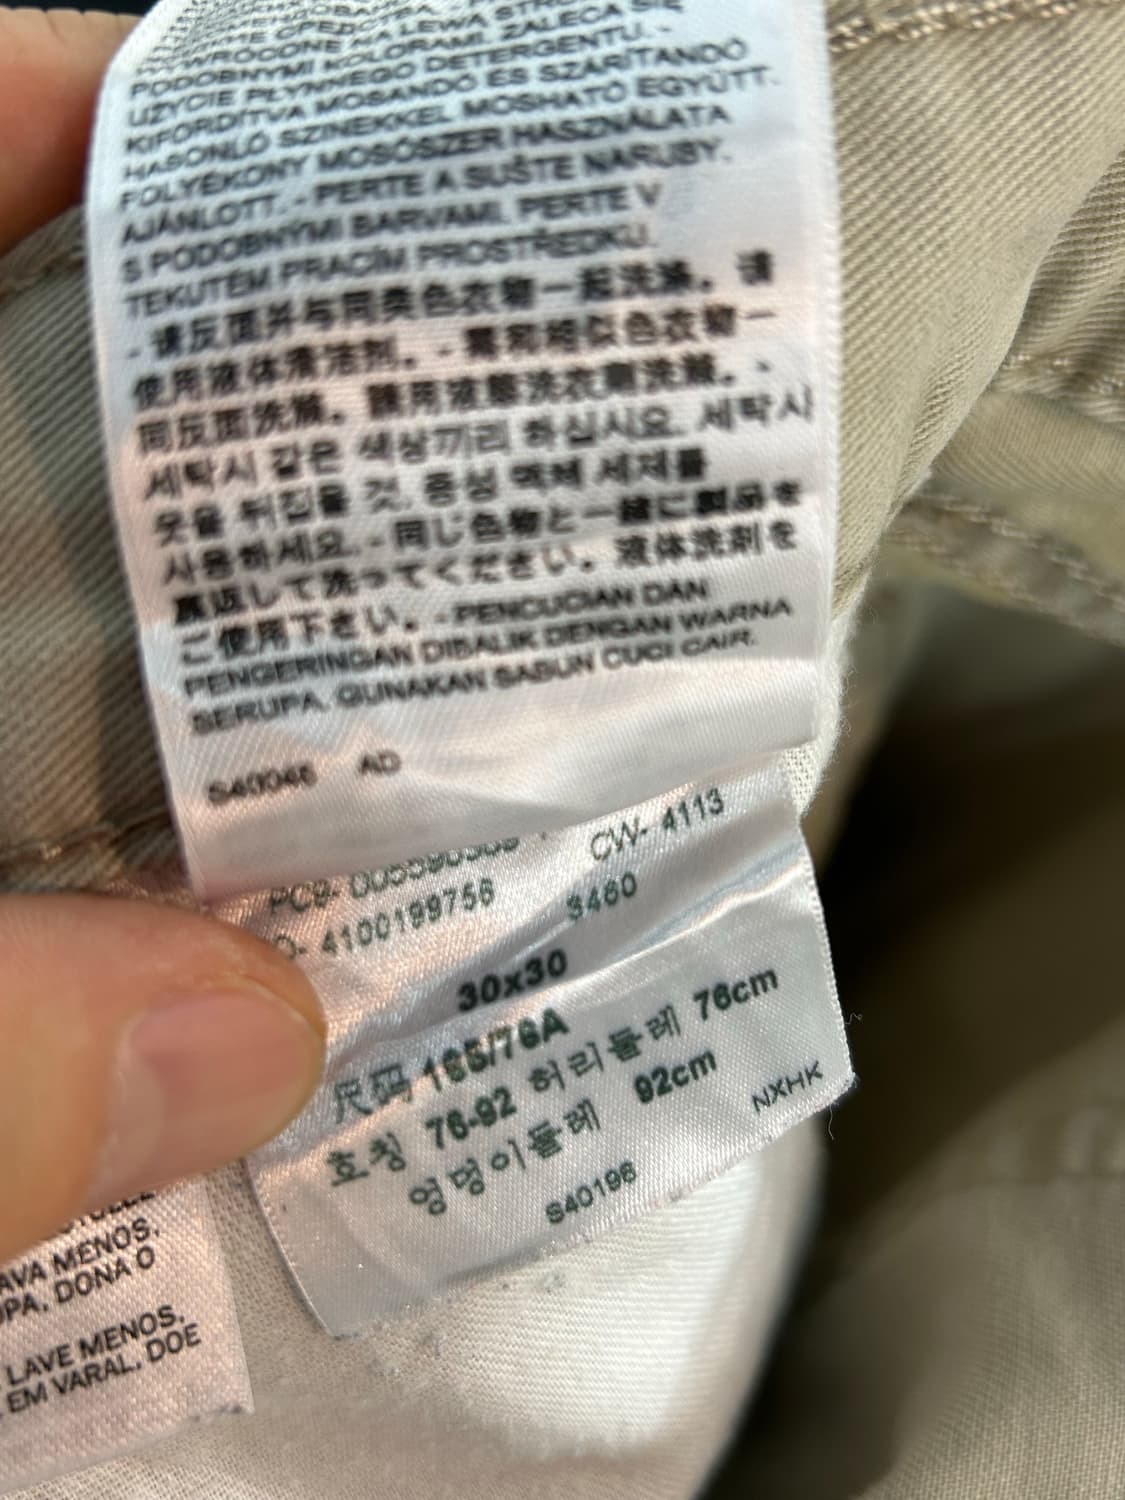 PODOBNYMI KOLORAMI. ZALECA SIĘ
UŻYCIE PŁYNNEGO DETERGENTU. -
KIFORDÍTVA MOSANDÓ ÉS SZÁRÍTANDÓ
HASONLÓ SZÍNEKKEL MOSHATÓ EGYÜTT.
FOLYÉKONY MOSÓSZER HASZNÁLATA
AJÁNLOTT. - PERTE A SUŠTE NARUBY.
S PODOBNÝMI BARVAMI. PERTE V
TEKUTÉM PRACÍM PROSTŘEDKU.
- 请反面并与同类色衣物一起洗涤。请
使用液体清洁剂。- 需和相似色衣物一
同反面洗滌。請用液態洗衣劑洗滌。-
세탁시 같은 색상끼리 하십시오. 세탁시
옷을 뒤집을 것. 중성 액체 세제를
사용하세요. - 同じ色物と一緒に製品を
裏返して洗ってください。液体洗剤を
ご使用下さい。- PENCUCIAN DAN
PENGERINGAN DIBALIK DENGAN WARNA
SERUPA. GUNAKAN SABUN CUCI CAIR.
S40046 AD
CW- 4113
PC9-
4100199756 S460
30x30
尺码 165/76A
호칭 76-92 허리둘레 76cm
엉덩이둘레 92cm
S40196 NXHK
AVA MENOS.
OPA, DONA O
LAVE MENOS.
EM VARAL. DOE